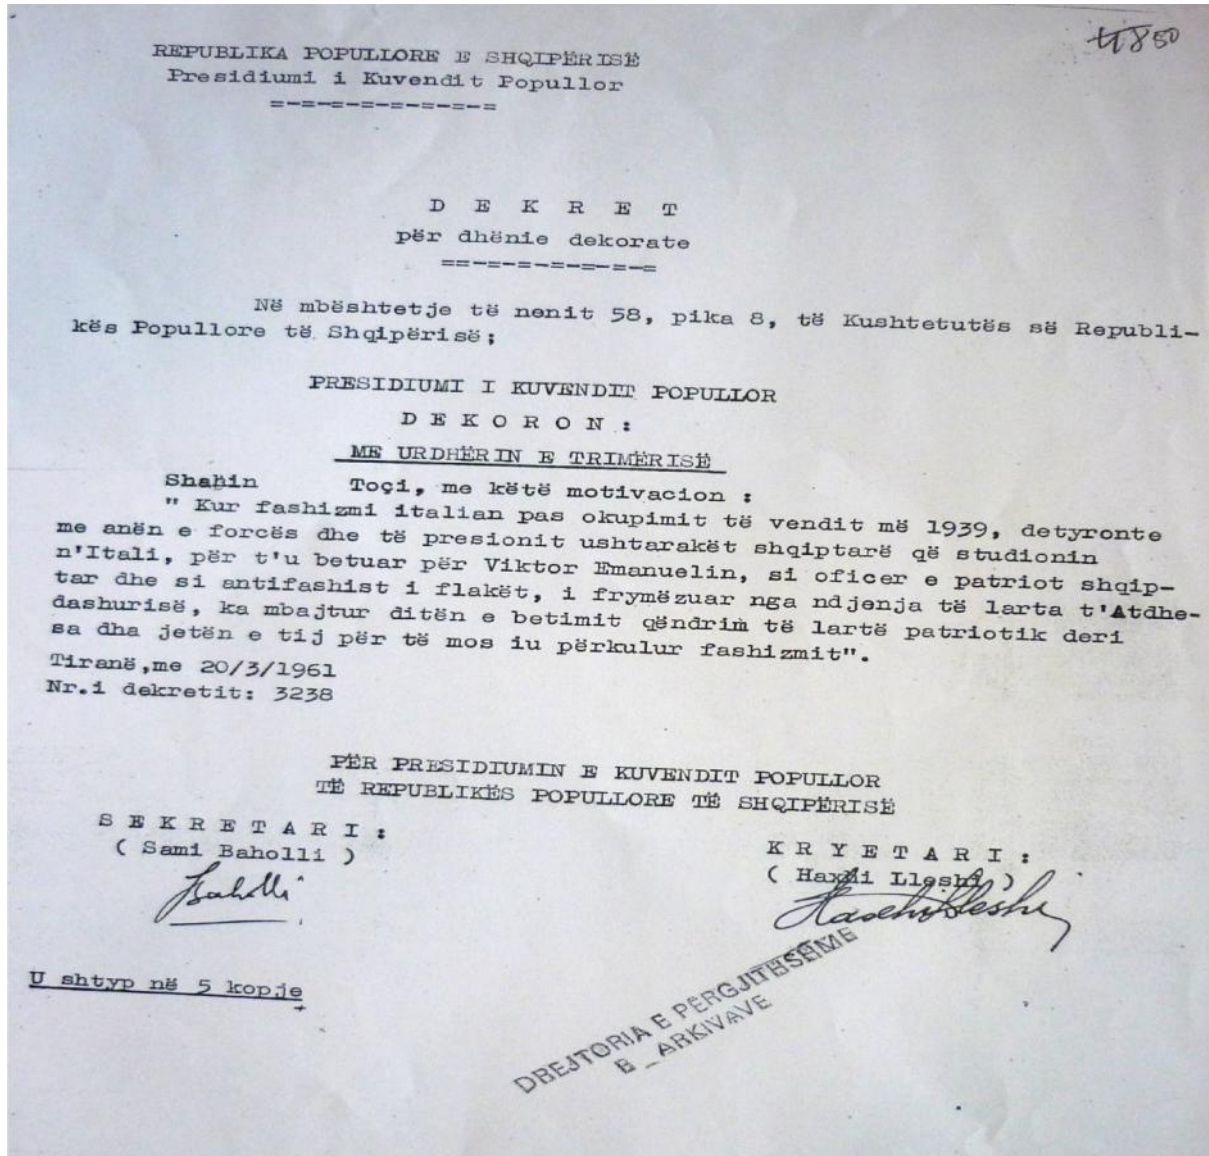 4850
REPUBLIKA POPULLORE E SHQIPËRISË
Presidiumi i Kuvendit Popullor
=-=-=-=-=-=-=-=
D E K R E T
për dhënie dekorate
==-=-=-=-=-=-=
Në mbështetje të nenit 58, pika 8, të Kushtetutës së Republi-
kës Popullore të Shqipërisë;
PRESIDIUMI I KUVENDIT POPULLOR
D E K O R O N :
ME URDHËRIN E TRIMËRISË
Shahin Toçi, me këtë motivacion :
" Kur fashizmi italian pas okupimit të vendit më 1939, detyronte
me anën e forcës dhe të presionit ushtarakët shqiptarë që studionin
n'Itali, për t'u betuar për Viktor Emanuelin, si oficer e patriot shqip-
tar dhe si antifashist i flakët, i frymëzuar nga ndjenja të larta t'Atdhe-
dashurisë, ka mbajtur ditën e betimit qëndrim të lartë patriotik deri
sa dha jetën e tij për të mos iu përkulur fashizmit".
Tiranë,me 20/3/1961
Nr.i dekretit: 3238
PËR PRESIDIUMIN E KUVENDIT POPULLOR
TË REPUBLIKËS POPULLORE TË SHQIPËRISË
S E K R E T A R I :
( Sami Baholli )
Baholli
K R Y E T A R I :
( Haxhi Lleshi )
Haxhi Lleshi
U shtyp në 5 kopje
DREJTORIA E PERGJITHSHME
E ARKIVAVE